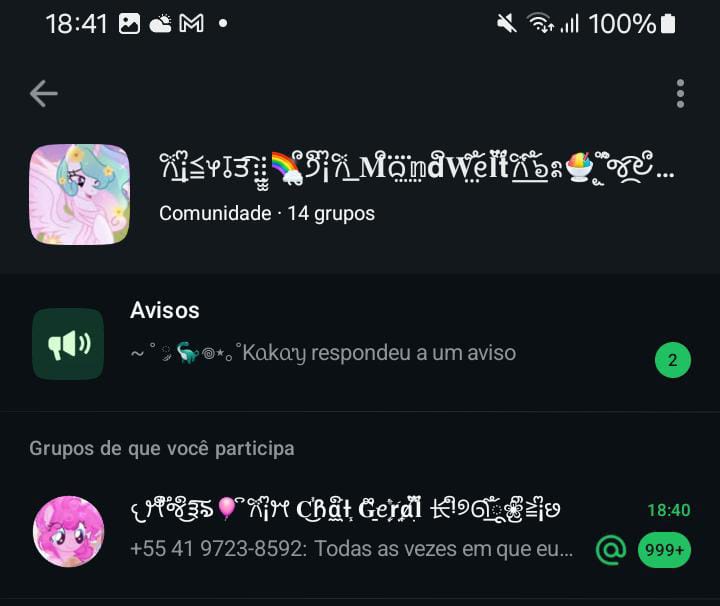 18:41
100%
MandWelt
Comunidade · 14 grupos
Avisos
Kakay respondeu a um aviso
2
Grupos de que você participa
Chat Geral
18:40
+55 41 9723-8592: Todas as vezes em que eu...
@
999+